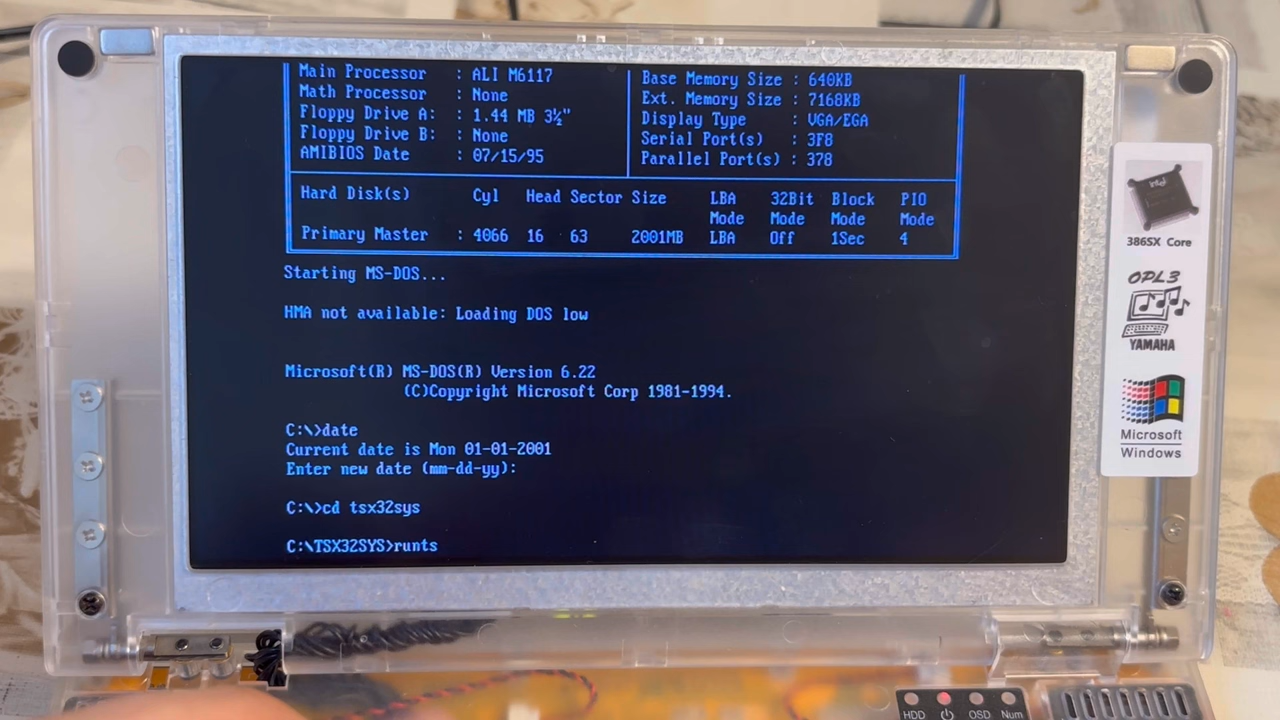 Main Processor : ALI M6117
Math Processor : None
Floppy Drive A: : 1.44 MB 3½"
Floppy Drive B: : None
AMIBIOS Date : 07/15/95
Base Memory Size : 640KB
Ext. Memory Size : 7168KB
Display Type : VGA/EGA
Serial Port(s) : 3F8
Parallel Port(s) : 378
Hard Disk(s) Cyl Head Sector Size LBA 32Bit Block PIO
Mode Mode Mode Mode
Primary Master : 4066 16 63 2001MB LBA Off 1Sec 4
Starting MS-DOS...
HMA not available: Loading DOS low
Microsoft(R) MS-DOS(R) Version 6.22
(C)Copyright Microsoft Corp 1981-1994.
C:\>date
Current date is Mon 01-01-2001
Enter new date (mm-dd-yy):
C:\>cd tsx32sys
C:\TSX32SYS>runts
intel
386SX Core
OPL3
YAMAHA
Microsoft
Windows
HDD OSD Num